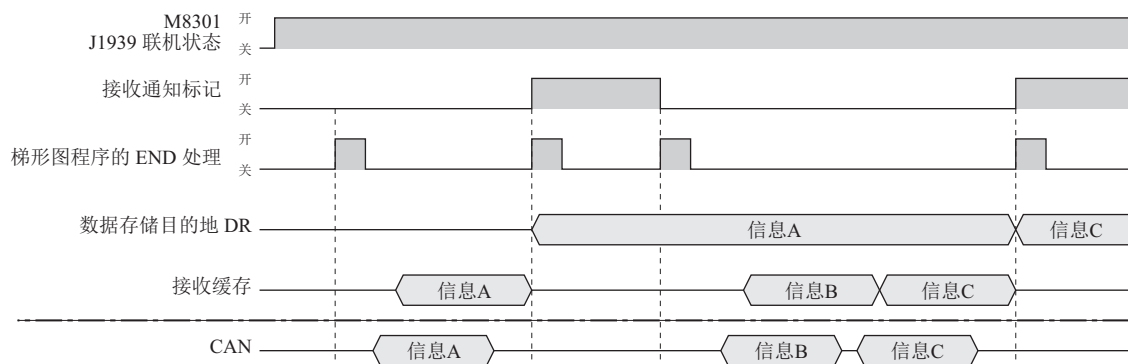 M8301 开
J1939 联机状态 关
接收通知标记 开
关
梯形图程序的 END 处理 开
关
数据存储目的地 DR 信息A 信息C
接收缓存 信息A 信息B 信息C
CAN 信息A 信息B 信息C